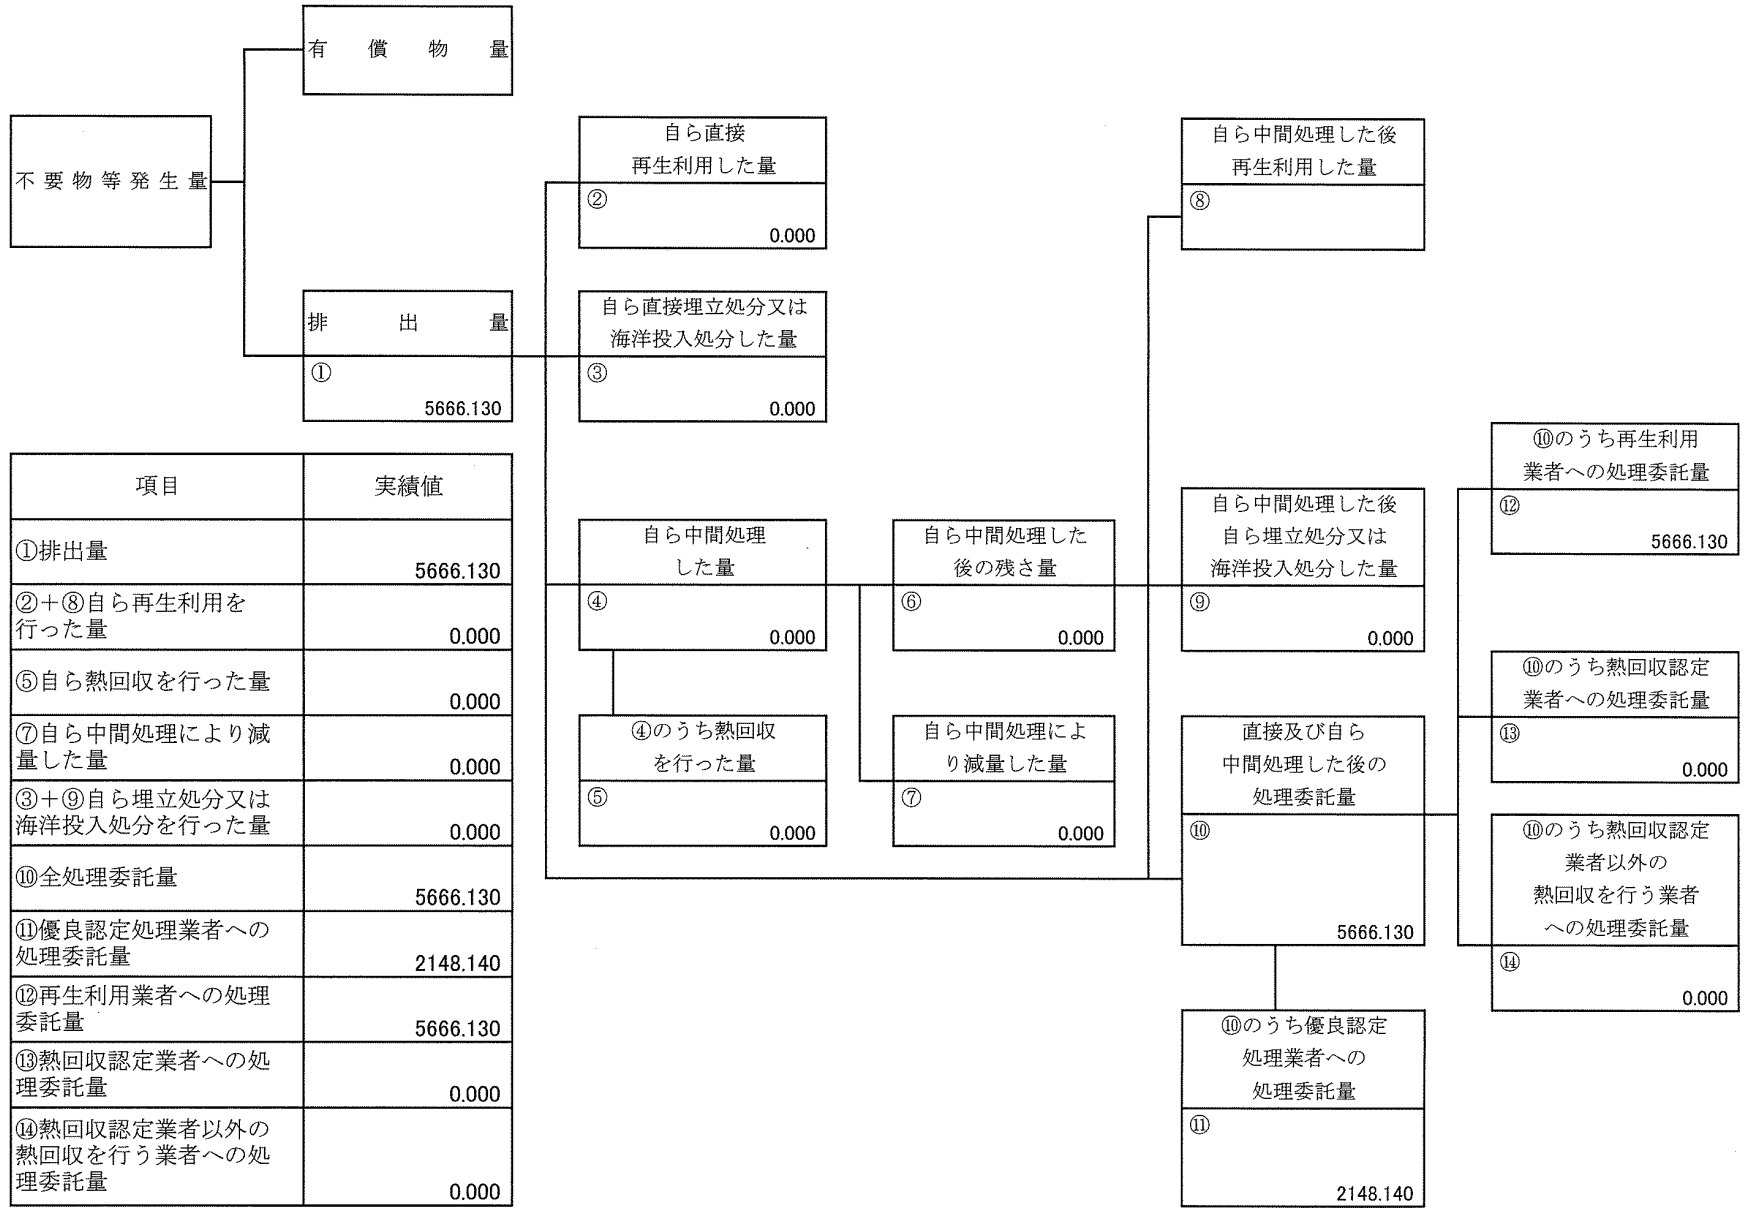 有償物量
不要物等発生量
排出量
①
5666.130
自ら直接
再生利用した量
②
0.000
自ら直接埋立処分又は
海洋投入処分した量
③
0.000
自ら中間処理
した量
④
0.000
④のうち熱回収
を行った量
⑤
0.000
自ら中間処理した
後の残さ量
⑥
0.000
自ら中間処理によ
り減量した量
⑦
0.000
自ら中間処理した後
再生利用した量
⑧
自ら中間処理した後
自ら埋立処分又は
海洋投入処分した量
⑨
0.000
直接及び自ら
中間処理した後の
処理委託量
⑩
5666.130
⑩のうち優良認定
処理業者への
処理委託量
⑪
2148.140
⑩のうち再生利用
業者への処理委託量
⑫
5666.130
⑩のうち熱回収認定
業者への処理委託量
⑬
0.000
⑩のうち熱回収認定
業者以外の
熱回収を行う業者
への処理委託量
⑭
0.000
項目 実績値
①排出量
5666.130
②＋⑧自ら再生利用を
行った量
0.000
⑤自ら熱回収を行った量
0.000
⑦自ら中間処理により減
量した量
0.000
③＋⑨自ら埋立処分又は
海洋投入処分を行った量
0.000
⑩全処理委託量
5666.130
⑪優良認定処理業者への
処理委託量
2148.140
⑫再生利用業者への処理
委託量
5666.130
⑬熱回収認定業者への処
理委託量
0.000
⑭熱回収認定業者以外の
熱回収を行う業者への処
理委託量
0.000